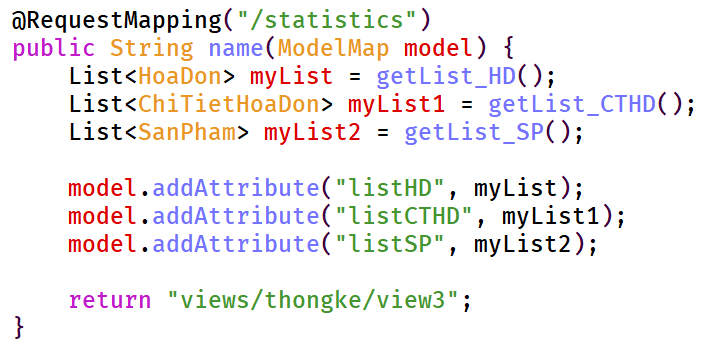 @RequestMapping("/statistics")
public String name(ModelMap model) {
    List<HoaDon> myList = getList_HD();
    List<ChiTietHoaDon> myList1 = getList_CTHD();
    List<SanPham> myList2 = getList_SP();

    model.addAttribute("listHD", myList);
    model.addAttribute("listCTHD", myList1);
    model.addAttribute("listSP", myList2);

    return "views/thongke/view3";
}